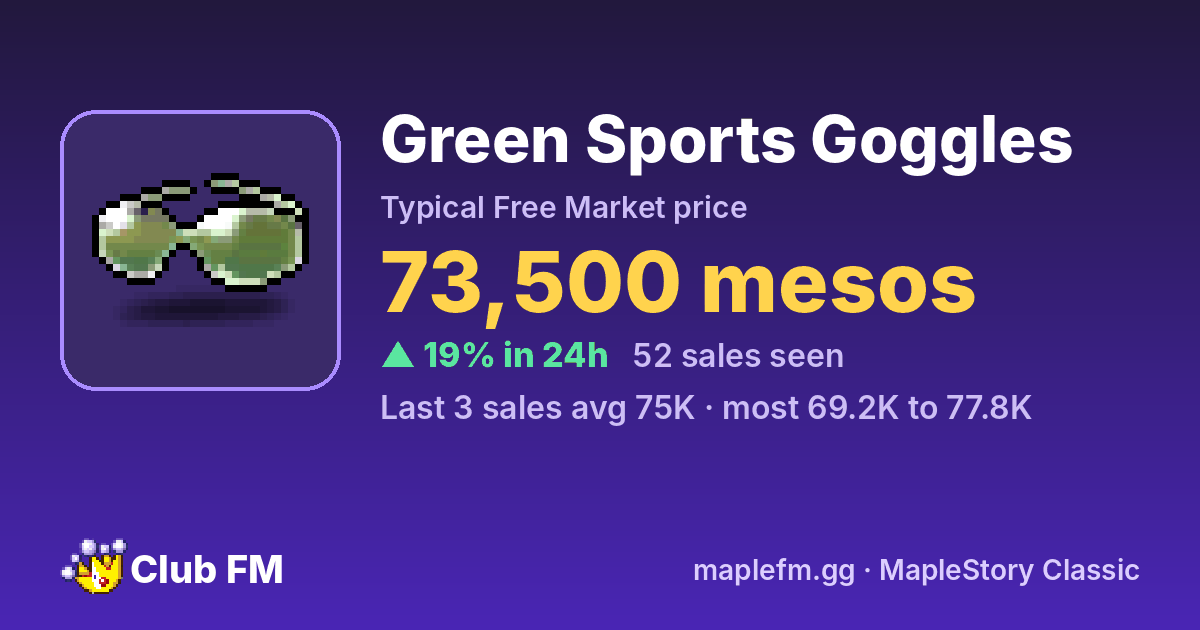 Green Sports Goggles
Typical Free Market price
73,500 mesos
▲ 19% in 24h 52 sales seen
Last 3 sales avg 75K · most 69.2K to 77.8K
Club FM
maplefm.gg · MapleStory Classic